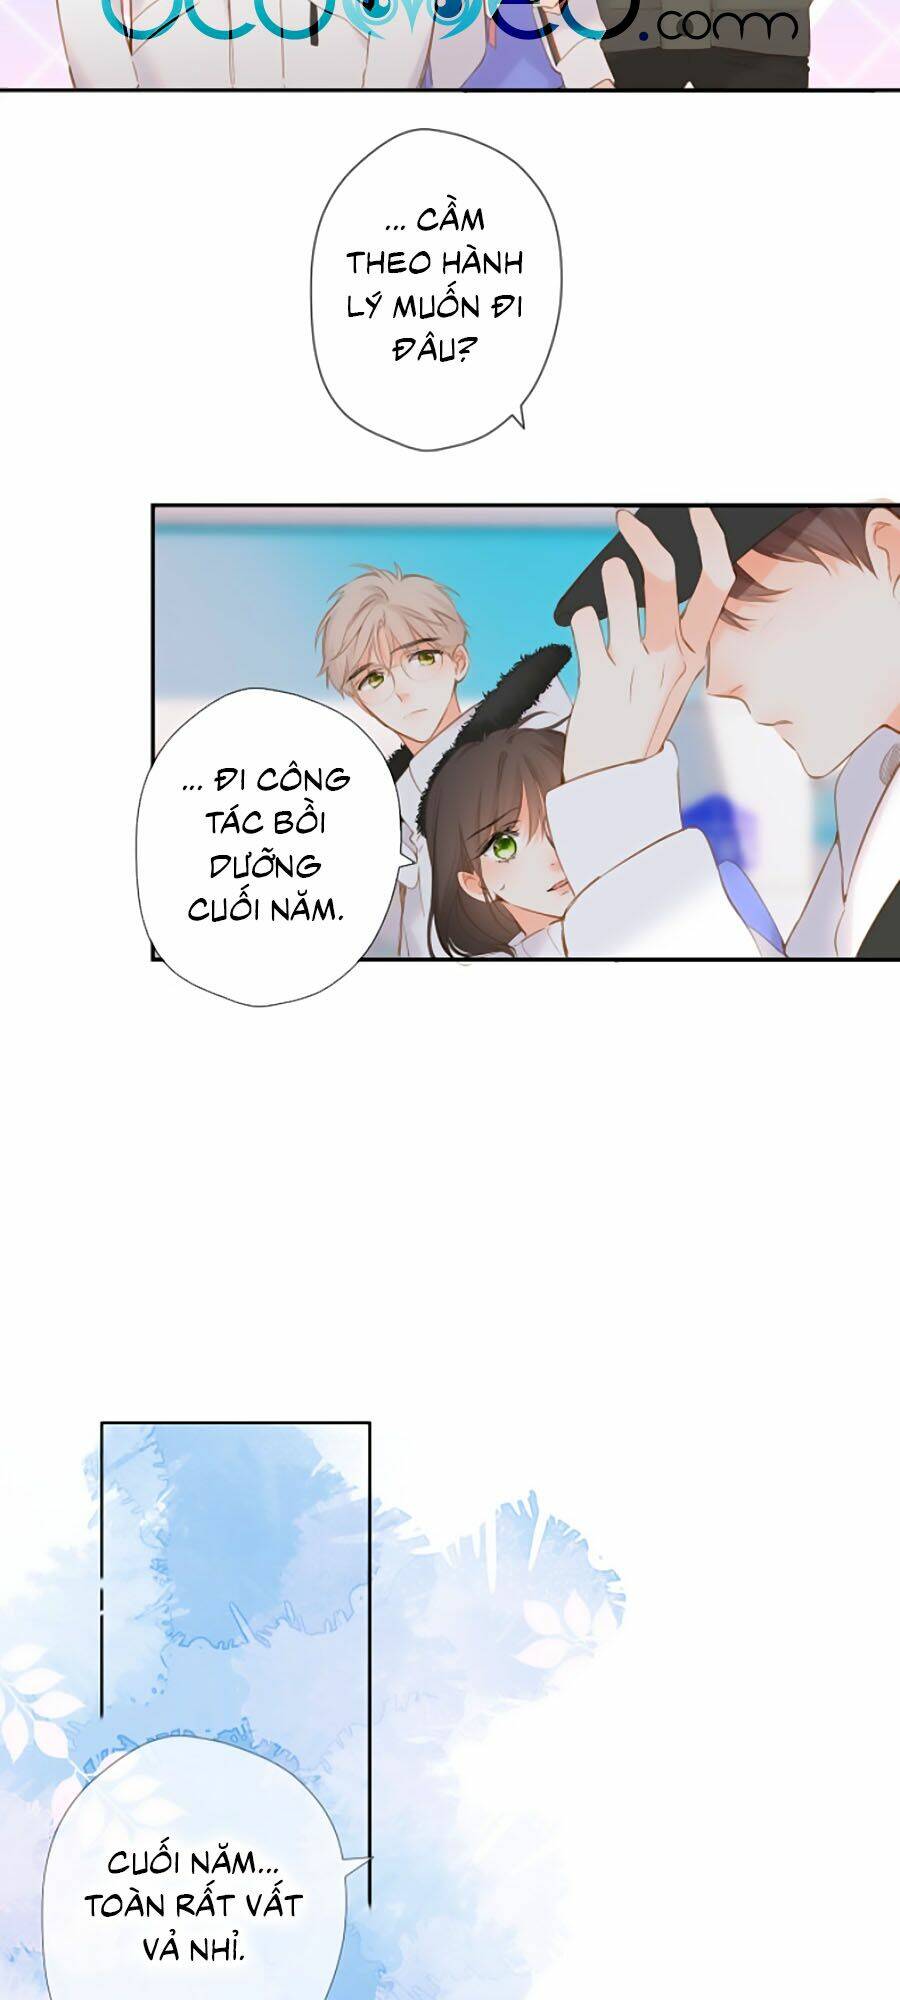 .com
... CẦM
THEO HÀNH
LÝ MUỐN ĐI
ĐÂU?
... ĐI CÔNG
TÁC BỒI
DƯỠNG
CUỐI NĂM.
CUỐI NĂM...
TOÀN RẤT VẤT
VẢ NHỈ.